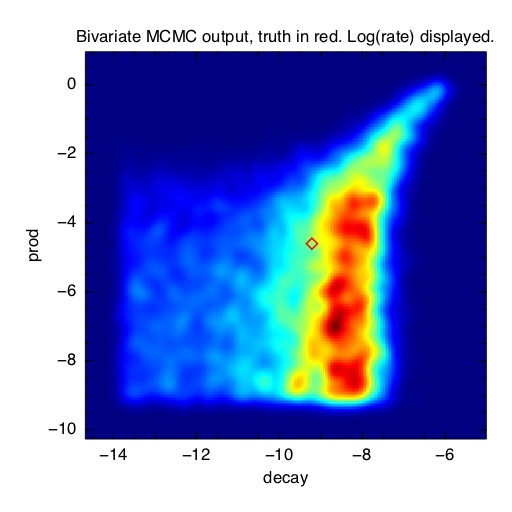 Bivariate MCMC output, truth in red. Log(rate) displayed.
0
−2
−4
prod
−6
−8
−10
−14 −12 −10 −8 −6
decay